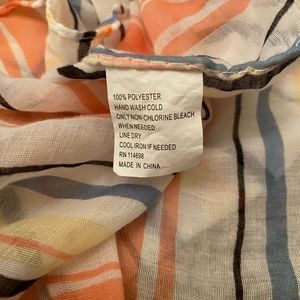 100% POLYESTER
HAND WASH COLD
ONLY NON-CHLORINE BLEACH
WHEN NEEDED
LINE DRY
COOL IRON IF NEEDED
RN 114698
MADE IN CHINA